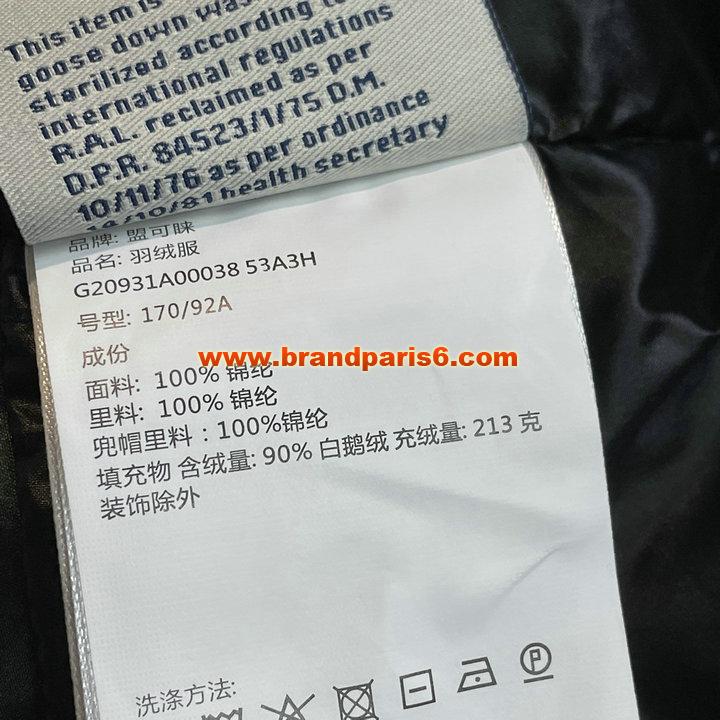 This item is
goose down was
sterilized according to
international regulations
R.A.L. reclaimed as per
D.P.R. 84523/1/75 D.M.
10/11/76 as per ordinance
14/10/81 health secretary
品牌: 盟可睐
品名: 羽绒服
G20931A00038 53A3H
号型: 170/92A
成份
www.brandparis6.com
面料: 100% 锦纶
里料: 100% 锦纶
兜帽里料：100%锦纶
填充物 含绒量: 90% 白鹅绒 充绒量: 213 克
装饰除外
洗涤方法:
P